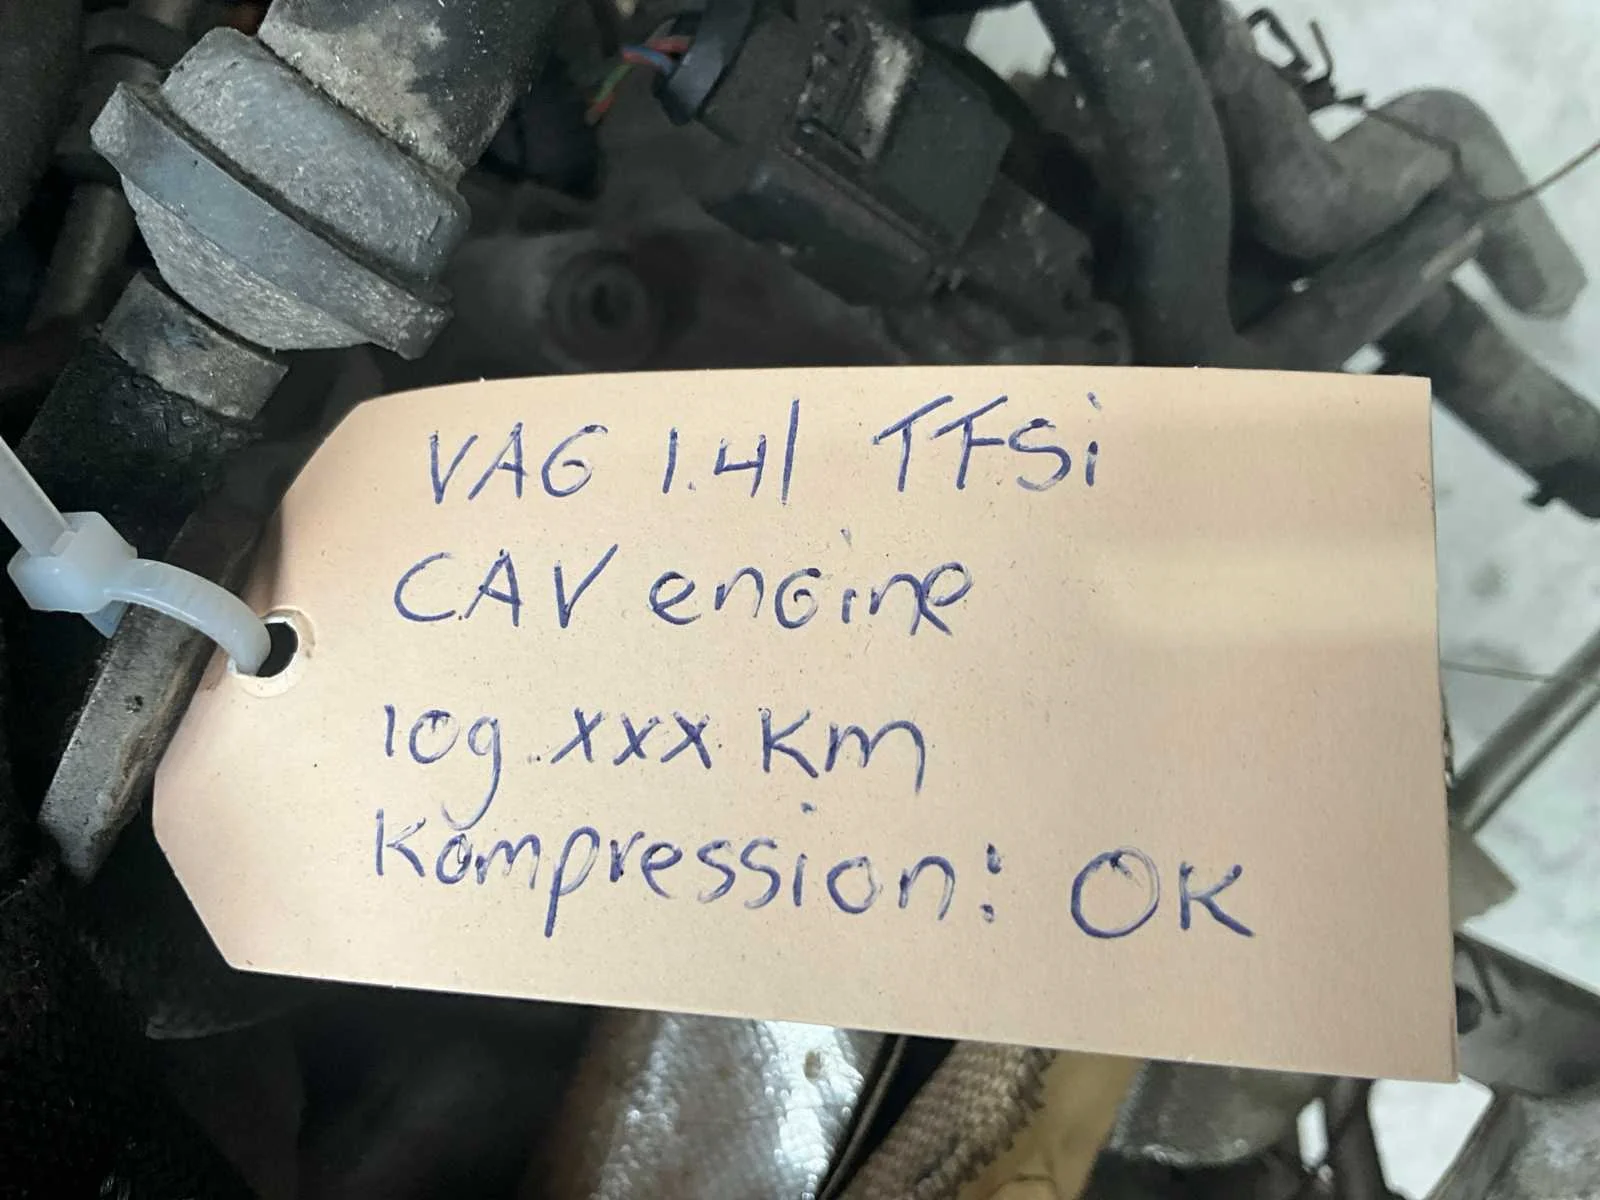 VAG 1.4l TFSi
CAV engine
109.xxx km
Kompression: OK